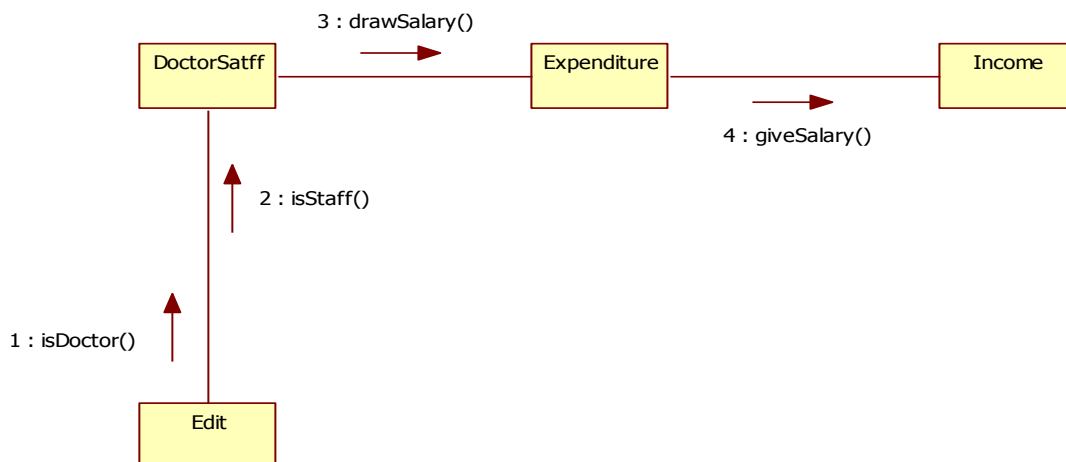 3 : drawSalary()
DoctorSatff
Expenditure
Income
4 : giveSalary()
2 : isStaff()
1 : isDoctor()
Edit